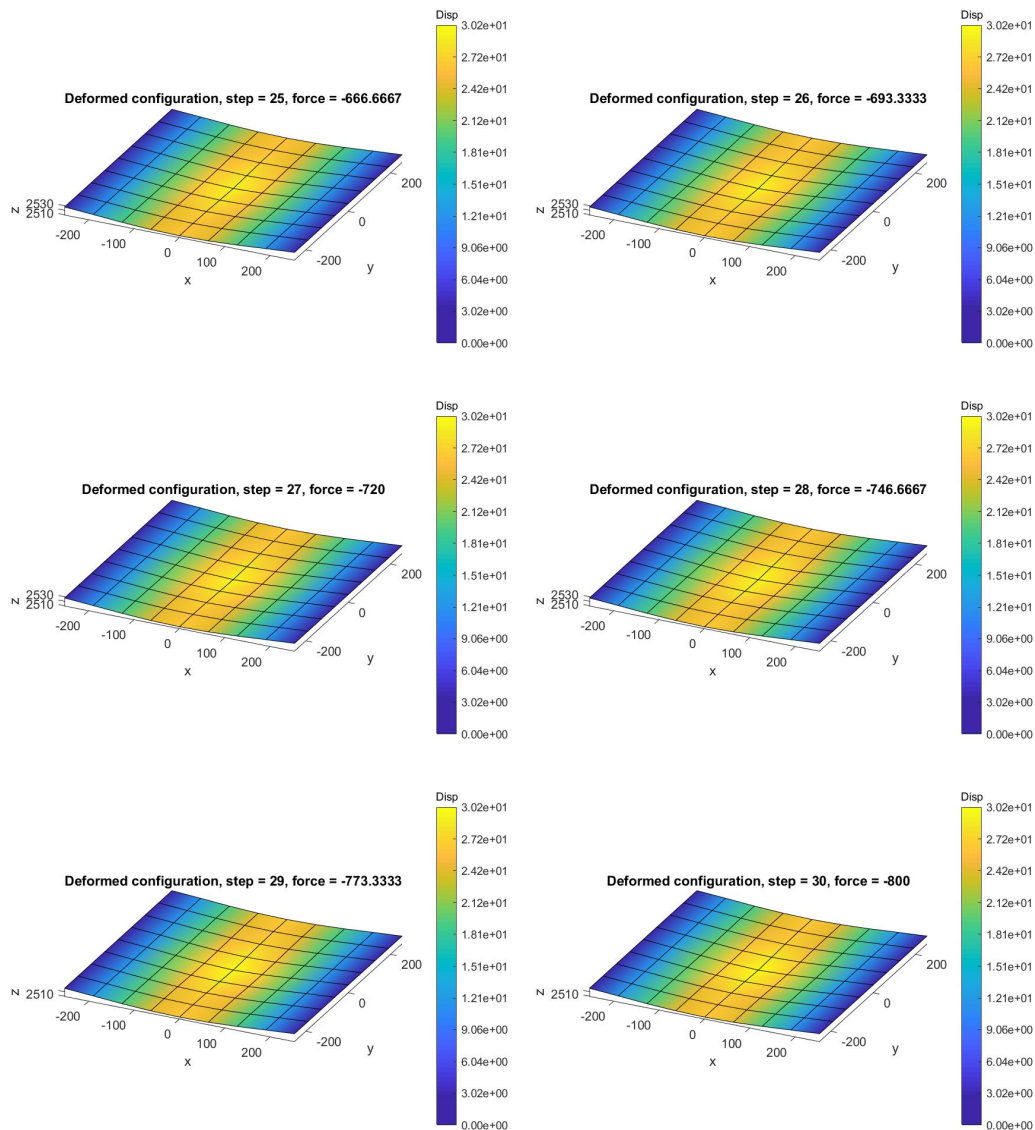 Disp
3.02e+01
2.72e+01
2.42e+01
2.12e+01
1.81e+01
1.51e+01
1.21e+01
9.06e+00
6.04e+00
3.02e+00
0.00e+00
Deformed configuration, step = 25, force = -666.6667
z
2530
2510
-200
-100
0
100
200
x
-200
0
200
y
Disp
3.02e+01
2.72e+01
2.42e+01
2.12e+01
1.81e+01
1.51e+01
1.21e+01
9.06e+00
6.04e+00
3.02e+00
0.00e+00
Deformed configuration, step = 26, force = -693.3333
z
2530
2510
-200
-100
0
100
200
x
-200
0
200
y
Disp
3.02e+01
2.72e+01
2.42e+01
2.12e+01
1.81e+01
1.51e+01
1.21e+01
9.06e+00
6.04e+00
3.02e+00
0.00e+00
Deformed configuration, step = 27, force = -720
z
2530
2510
-200
-100
0
100
200
x
-200
0
200
y
Disp
3.02e+01
2.72e+01
2.42e+01
2.12e+01
1.81e+01
1.51e+01
1.21e+01
9.06e+00
6.04e+00
3.02e+00
0.00e+00
Deformed configuration, step = 28, force = -746.6667
z
2530
2510
-200
-100
0
100
200
x
-200
0
200
y
Disp
3.02e+01
2.72e+01
2.42e+01
2.12e+01
1.81e+01
1.51e+01
1.21e+01
9.06e+00
6.04e+00
3.02e+00
0.00e+00
Deformed configuration, step = 29, force = -773.3333
z
2510
-200
-100
0
100
200
x
-200
0
200
y
Disp
3.02e+01
2.72e+01
2.42e+01
2.12e+01
1.81e+01
1.51e+01
1.21e+01
9.06e+00
6.04e+00
3.02e+00
0.00e+00
Deformed configuration, step = 30, force = -800
z
2510
-200
-100
0
100
200
x
-200
0
200
y